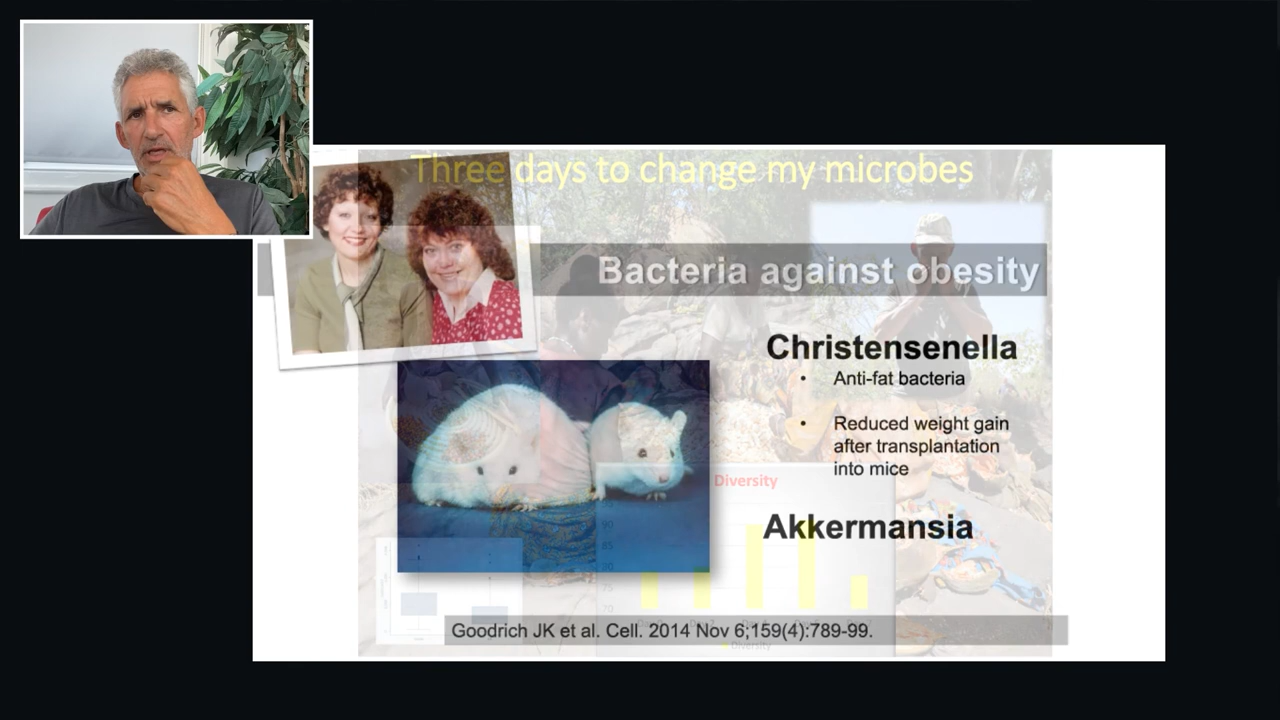 Three days to change my microbes
Bacteria against obesity
Christensenella
• Anti-fat bacteria
• Reduced weight gain
after transplantation
into mice
Diversity
Akkermansia
Goodrich JK et al. Cell. 2014 Nov 6;159(4):789-99.
Diversity